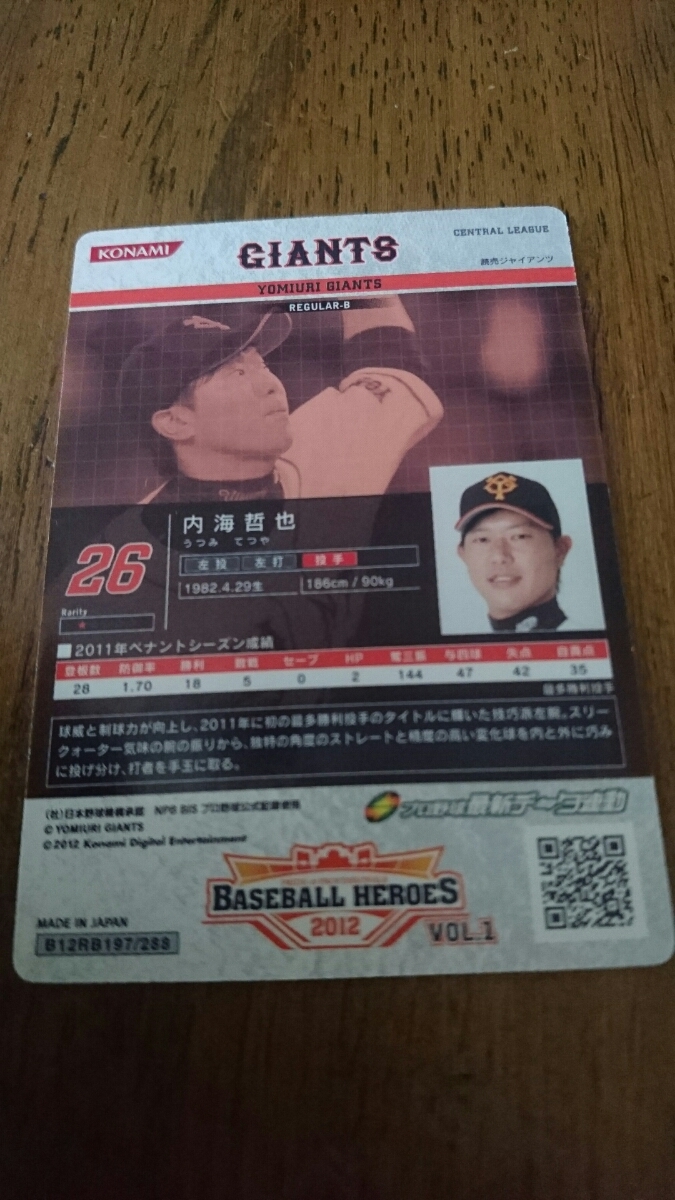 KONAMI
GIANTS
CENTRAL LEAGUE
読売ジャイアンツ
YOMIURI GIANTS
REGULAR-B
26
内海哲也
うつみ てつや
左投 左打 投手
1982.4.29生 186cm / 90kg
Rarity
★
■2011年ペナントシーズン成績
登板数 防御率 勝利 敗戦 セーブ HP 奪三振 与四球 失点 自責点
28 1.70 18 5 0 2 144 47 42 35
最多勝利投手
球威と制球力が向上し、2011年に初の最多勝利投手のタイトルに輝いた技巧派左腕。スリー
クォーター気味の腕の振りから、独特の角度のストレートと精度の高い変化球を内と外に巧み
に投げ分け、打者を手玉に取る。
(社)日本野球機構承認 NPB BIS プロ野球公式記録使用
© YOMIURI GIANTS
©2012 Konami Digital Entertainment
プロ野球最新データ連動
BASEBALL HEROES
2012
VOL.1
MADE IN JAPAN
B12RB197/288